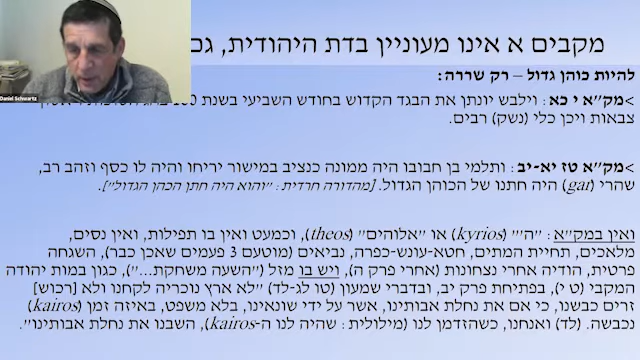 Daniel Schwartz
מקבים א אינו מעוניין בדת היהודית, גם
להיות כוהן גדול – רק שררה:
>מק״א י כא: וילבש יונתן את הבגד הקדוש בחודש השביעי בשנת
צבאות ויכן כלי (נשק) רבים.
>מק״א טז יא-יב: ותלמי בן חבובו היה ממונה כנציב במישור יריחו והיה לו כסף וזהב רב,
שהרי (gar) היה חתנו של הכוהן הגדול. [מהדורה חרדית: ״והוא היה חתן הכהן הגדול״].
ואין במק״א: ״ה׳״ (kyrios) או ״אלוהים״ (theos), וכמעט ואין בו תפילות, ואין נסים,
מלאכים, תחיית המתים, חטא-עונש-כפרה, נביאים (מוטעם 3 פעמים שאכן כבר), השגחה
פרטית, הודיה אחרי נצחונות (אחרי פרק ה), ויש בו מזל (״השעה משחקת...״), כגון במות יהודה
המקבי (ט י), בפתיחת פרק יב, ובדברי שמעון (טו לג-לד) ״לא ארץ נוכריה לקחנו ולא [רכוש]
זרים כבשנו, כי אם את נחלת אבותינו, אשר על ידי שונאינו, בלא משפט, באיזה זמן (kairos)
נכבשה. (לד) ואנחנו, כשהזדמן לנו (מילולית: שהיה לנו ה-kairos), השבנו את נחלת אבותינו״.